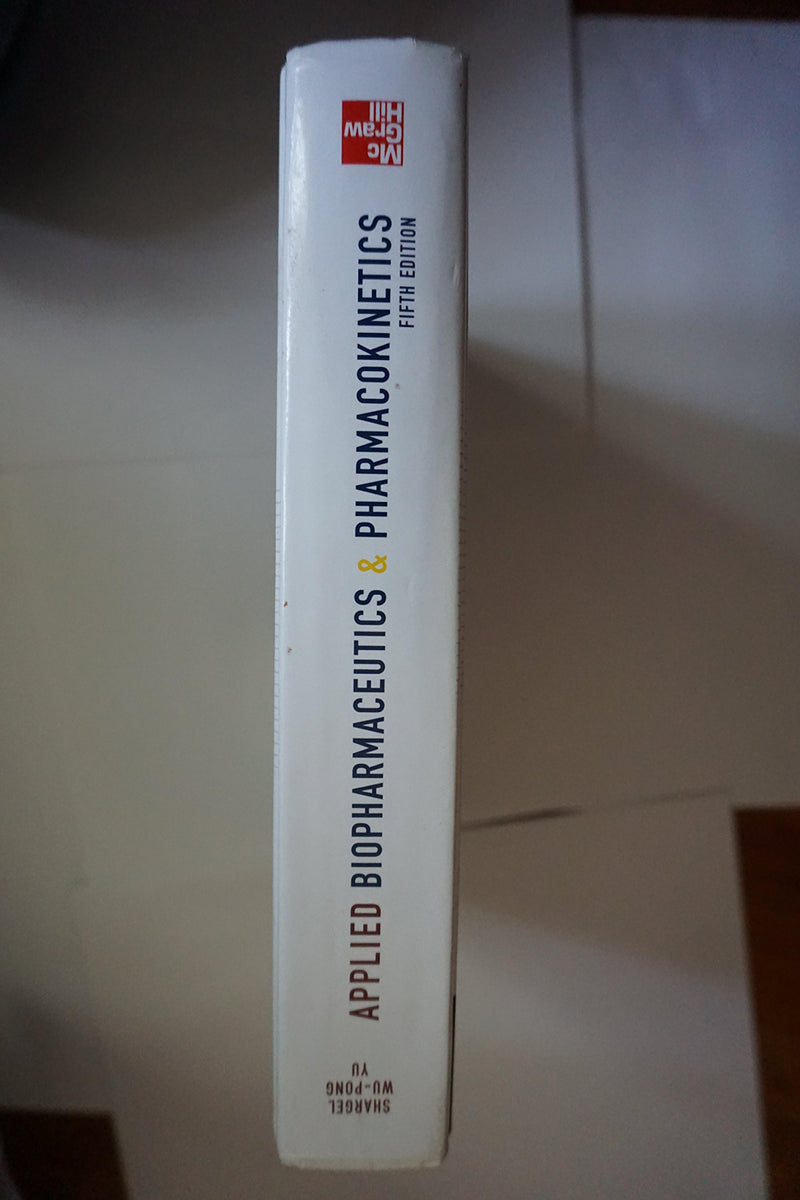 SHARGEL
WU-PONG
YU
APPLIED BIOPHARMACEUTICS & PHARMACOKINETICS
FIFTH EDITION
Mc
Graw
Hill